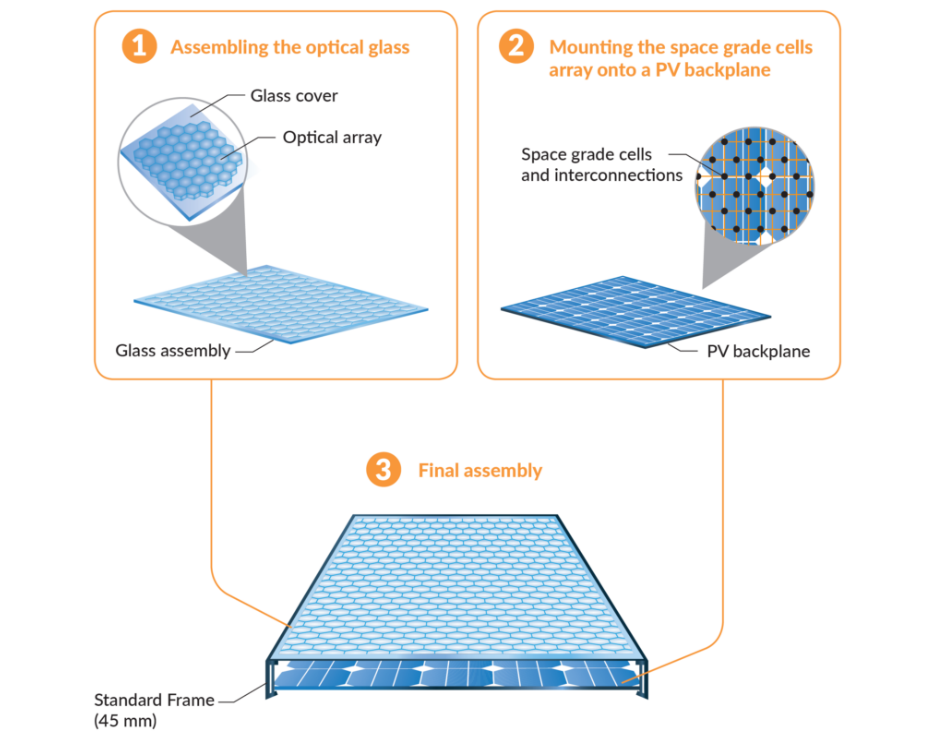 1 Assembling the optical glass
Glass cover
Optical array
Glass assembly
2 Mounting the space grade cells
array onto a PV backplane
Space grade cells
and interconnections
PV backplane
3 Final assembly
Standard Frame
(45 mm)